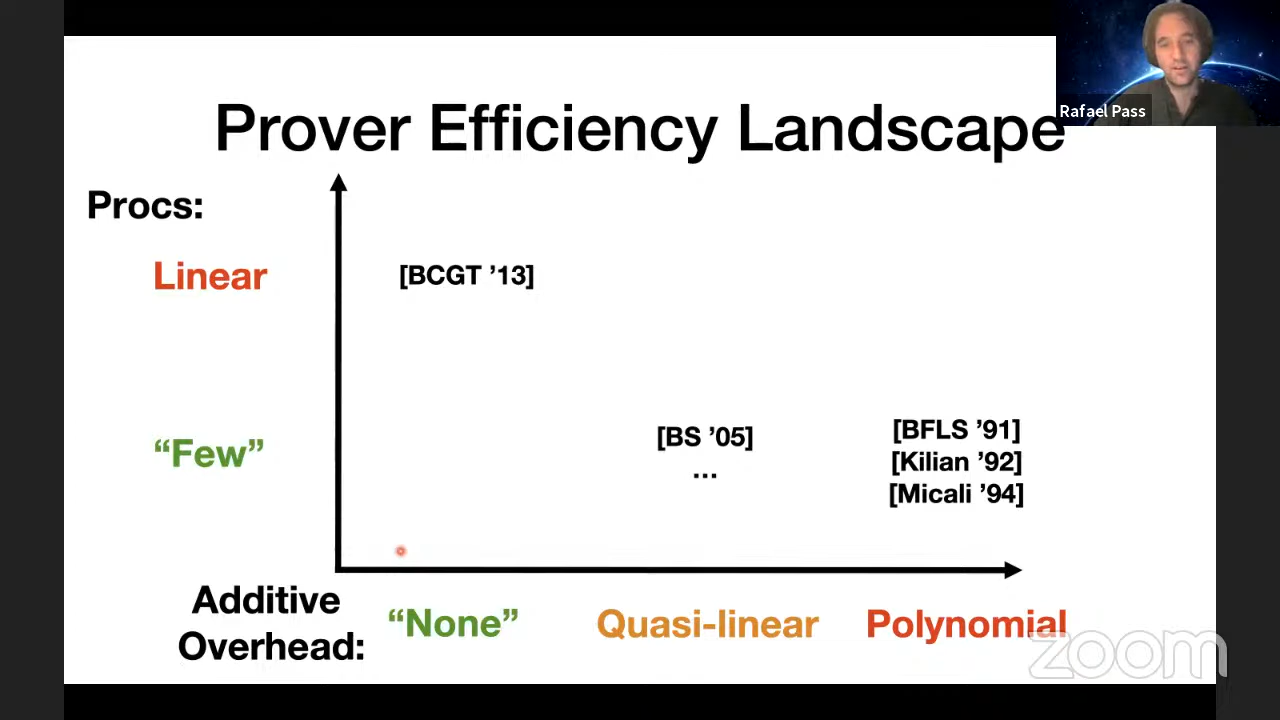 Rafael Pass
Prover Efficiency Landscape
Procs:
Linear
[BCGT ’13]
“Few”
[BS ’05]
...
[BFLS ’91]
[Kilian ’92]
[Micali ’94]
Additive
Overhead:
“None”
Quasi-linear
Polynomial
zoom